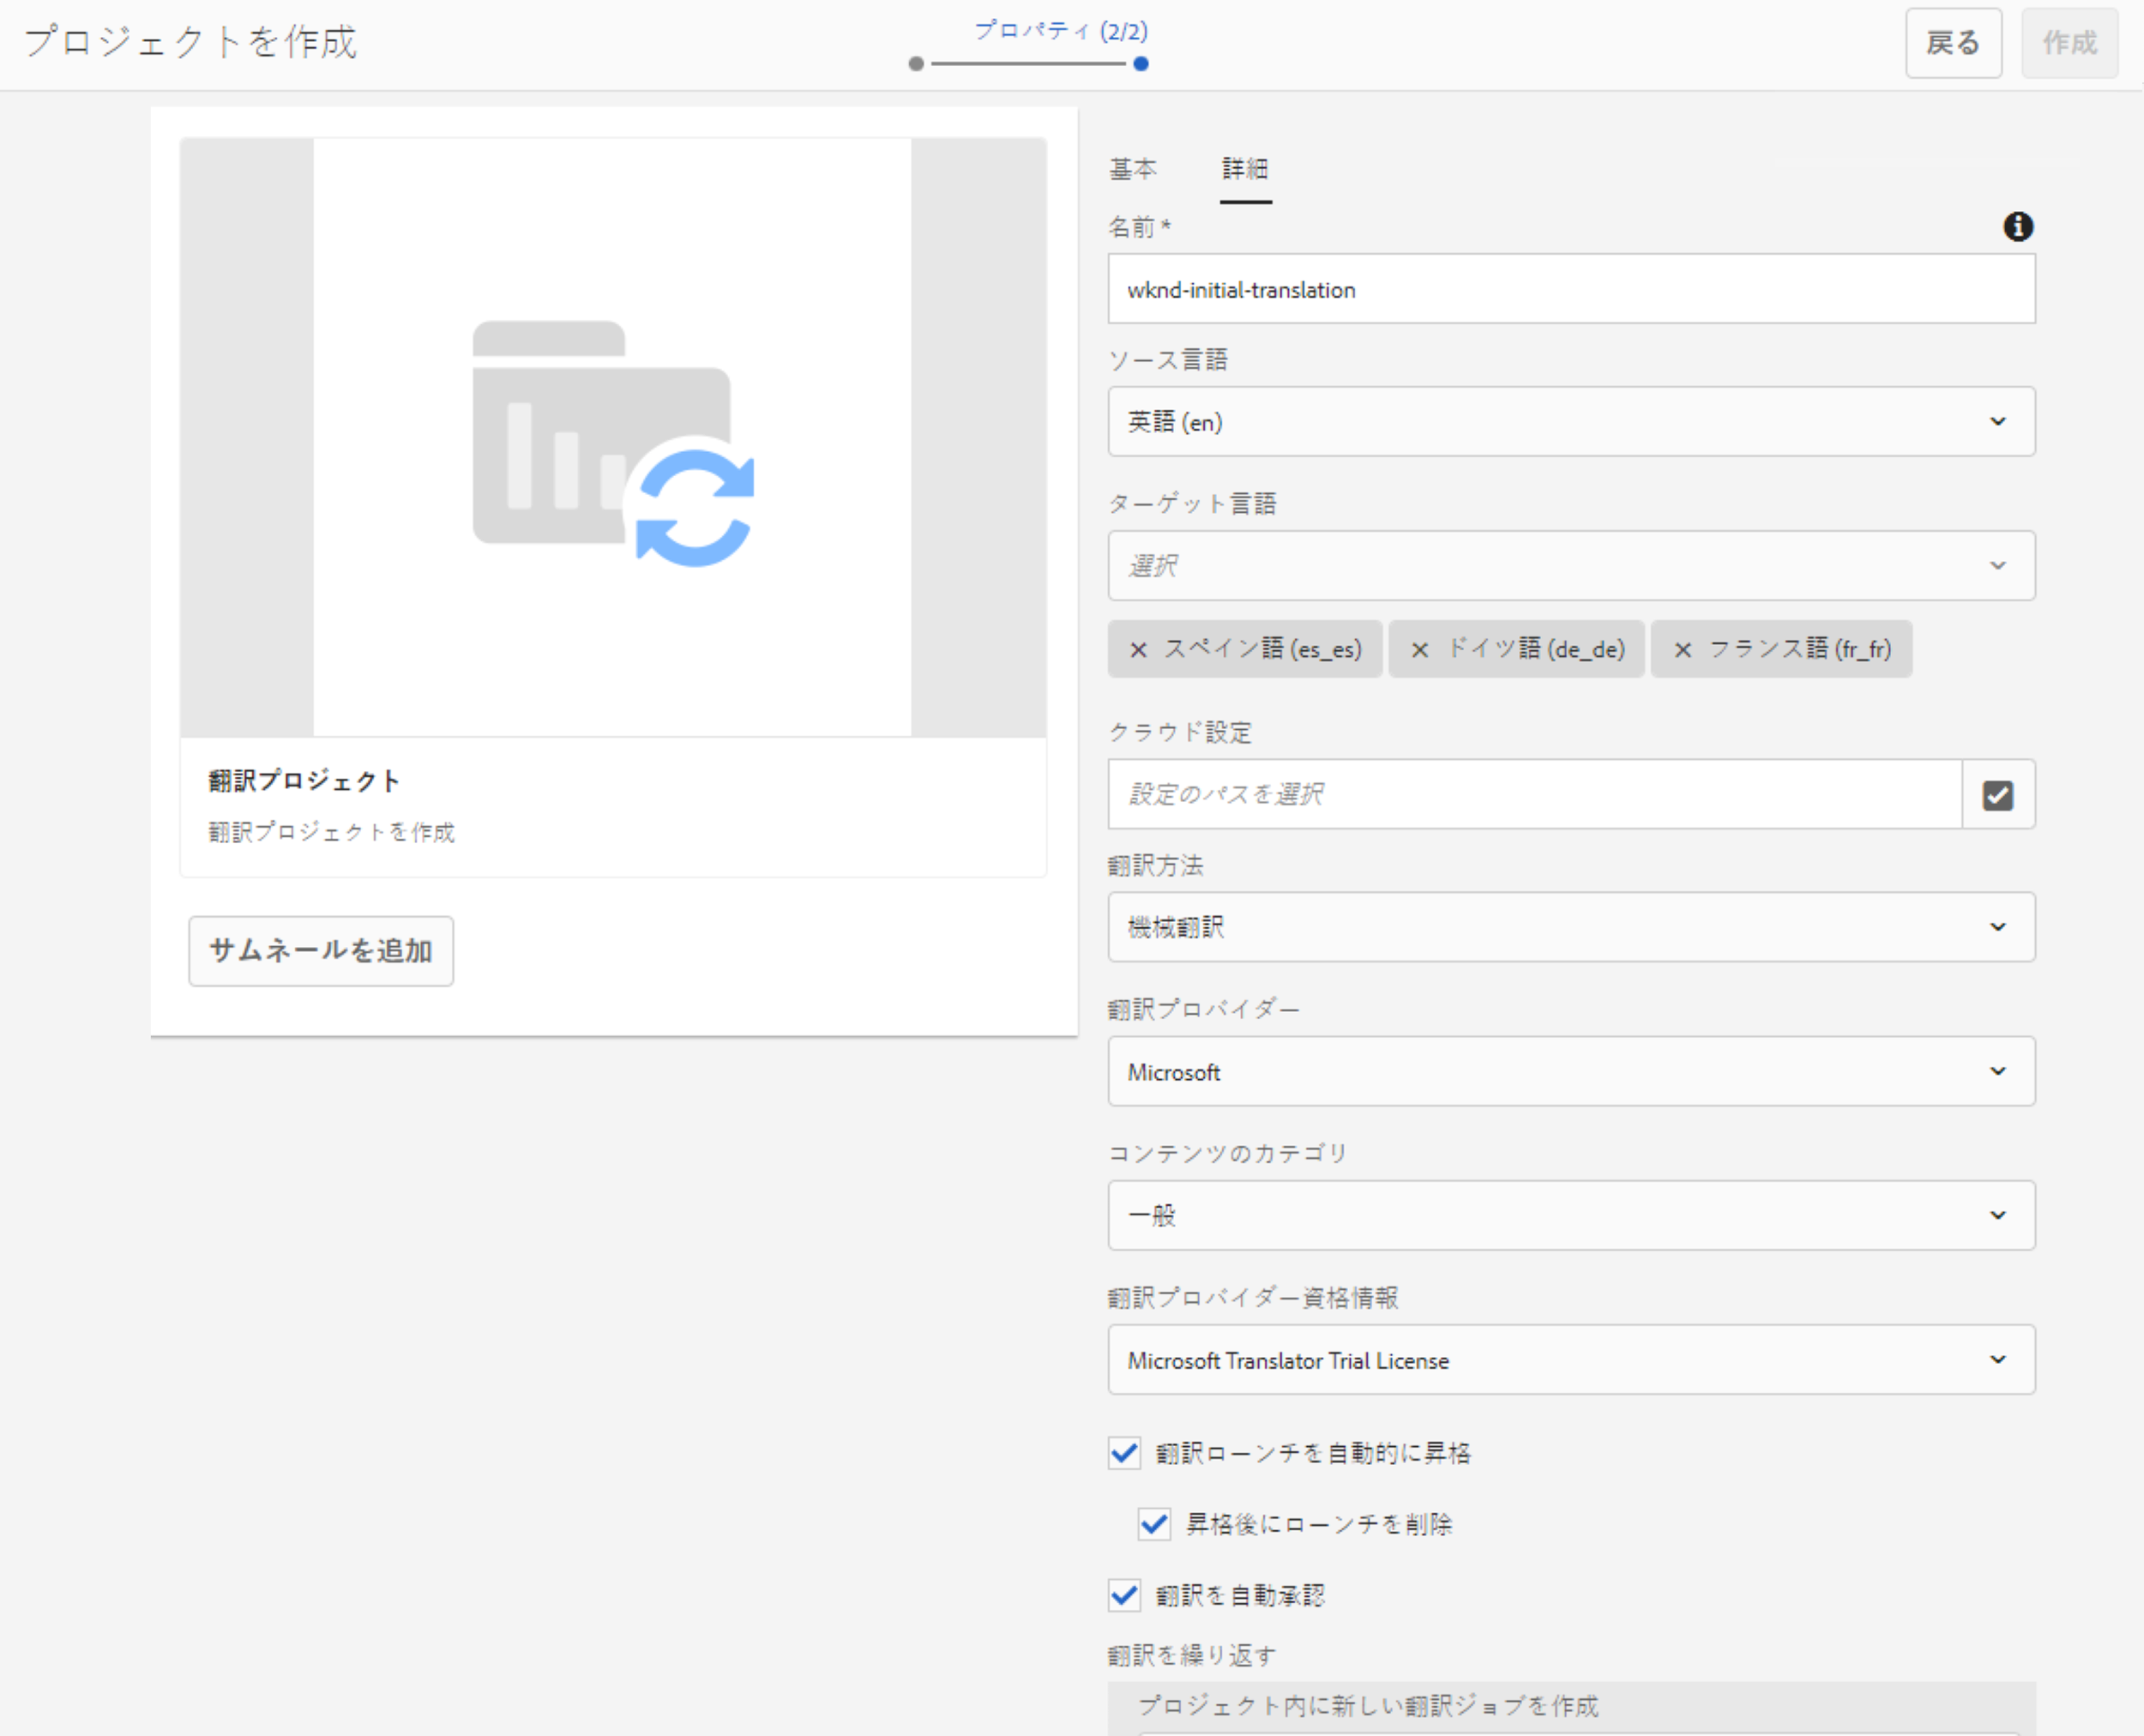 プロジェクトを作成
プロパティ (2/2)
戻る
作成
翻訳プロジェクト
翻訳プロジェクトを作成
サムネールを追加
基本
詳細
名前 *
wknd-initial-translation
ソース言語
英語 (en)
ターゲット言語
選択
スペイン語 (es_es)
ドイツ語 (de_de)
フランス語 (fr_fr)
クラウド設定
設定のパスを選択
翻訳方法
機械翻訳
翻訳プロバイダー
Microsoft
コンテンツのカテゴリ
一般
翻訳プロバイダー資格情報
Microsoft Translator Trial License
翻訳ローンチを自動的に昇格
昇格後にローンチを削除
翻訳を自動承認
翻訳を繰り返す
プロジェクト内に新しい翻訳ジョブを作成